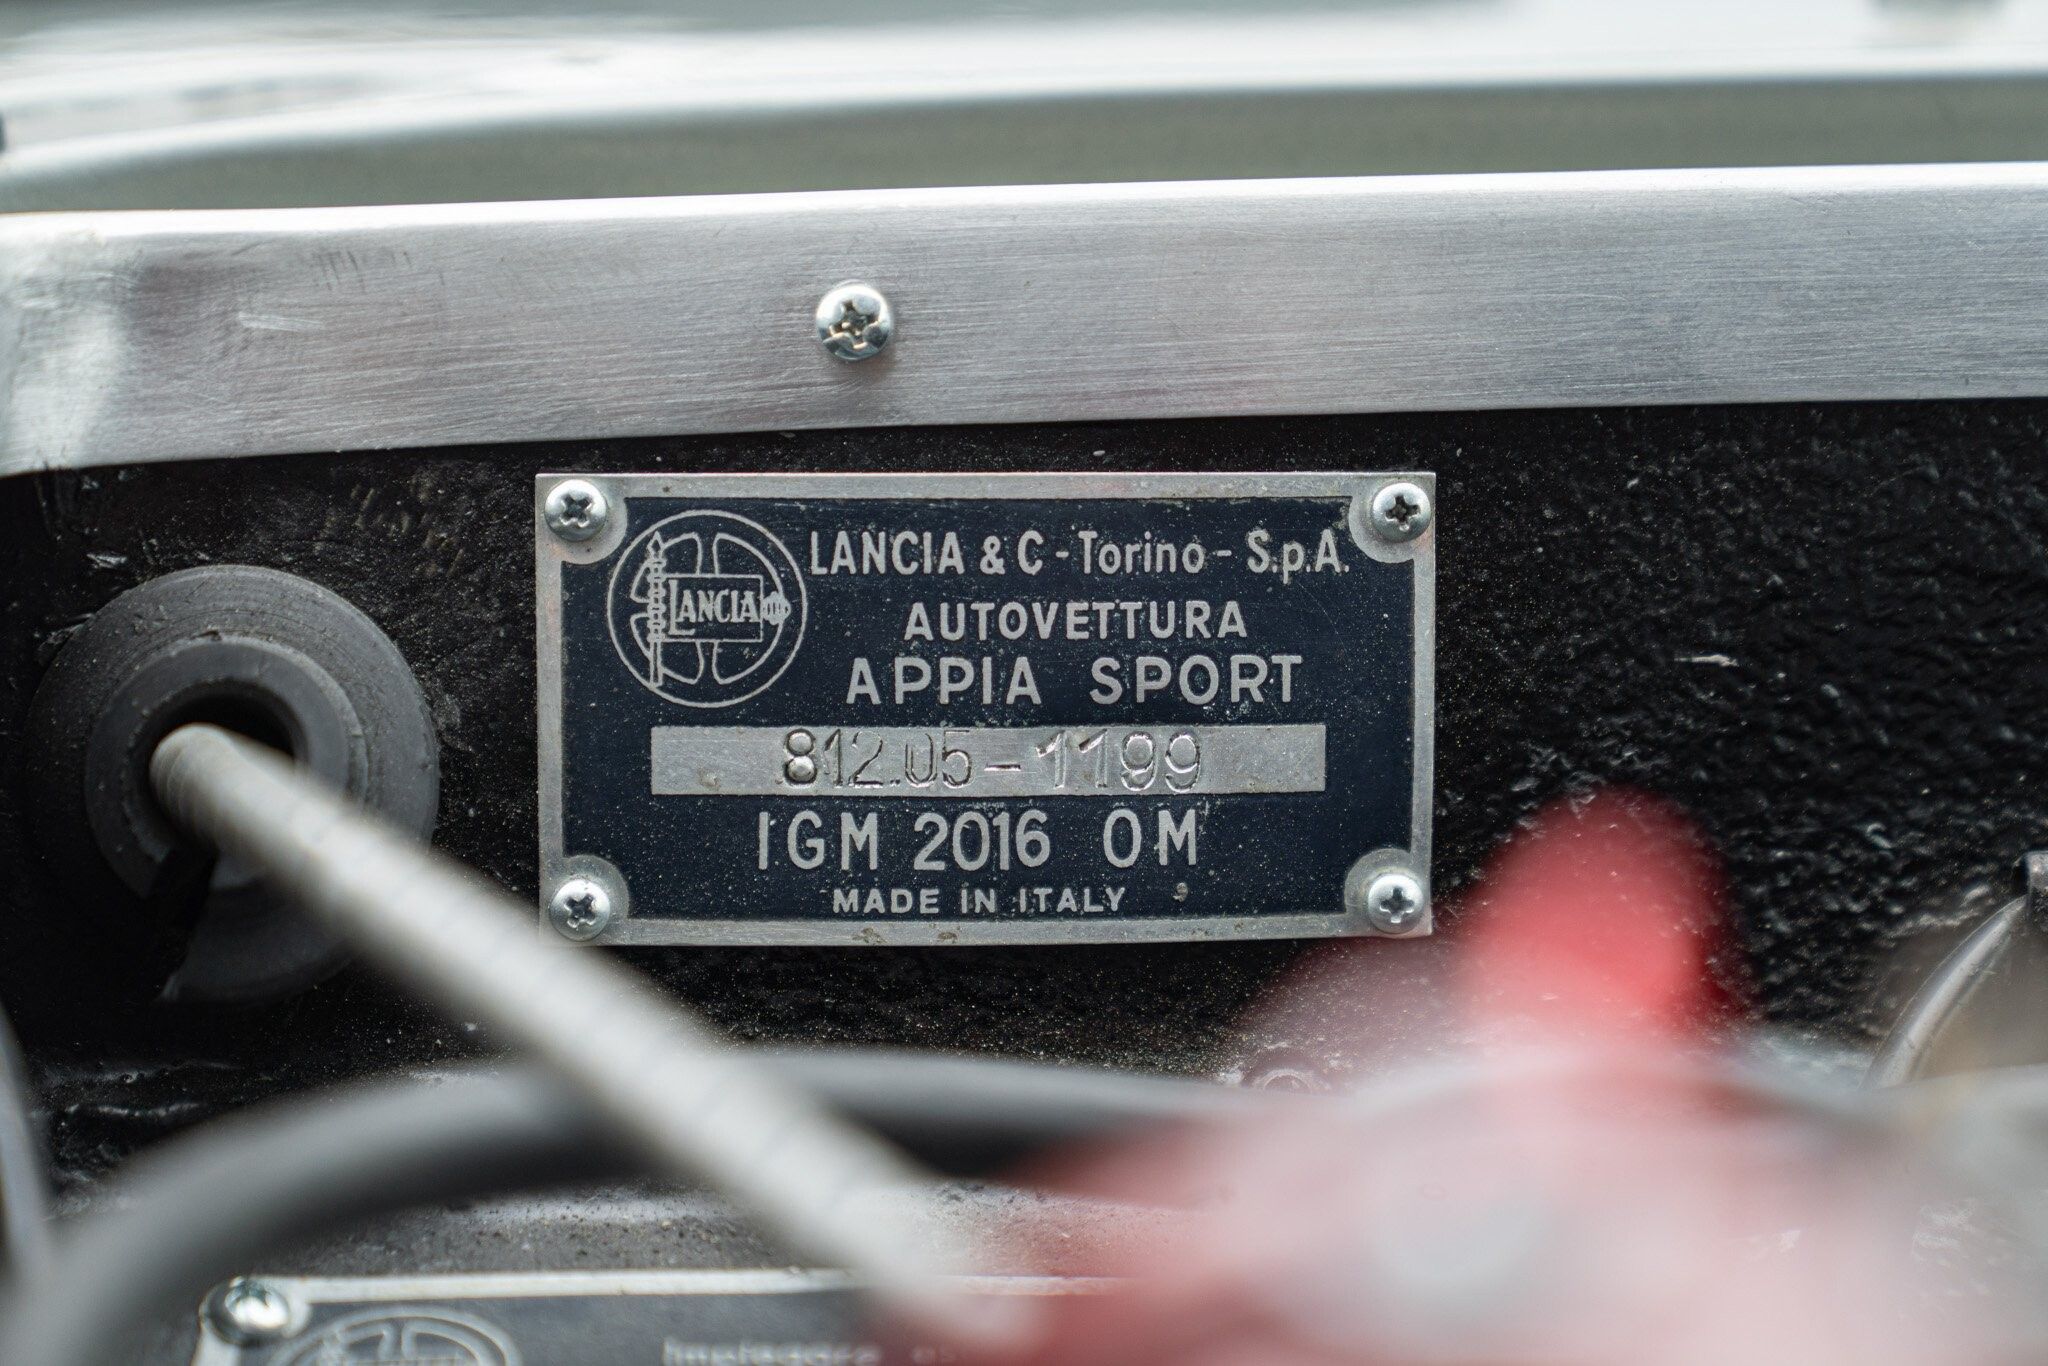 LANCIA & C - Torino - S.p.A.
LANCIA
AUTOVETTURA
APPIA SPORT
812.05-1199
IGM 2016 OM
MADE IN ITALY